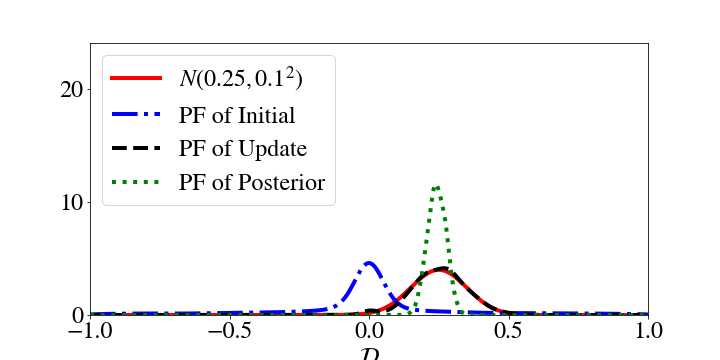 20
10
0
N(0.25, 0.1²)
PF of Initial
PF of Update
PF of Posterior
−1.0 −0.5 0.0 0.5 1.0